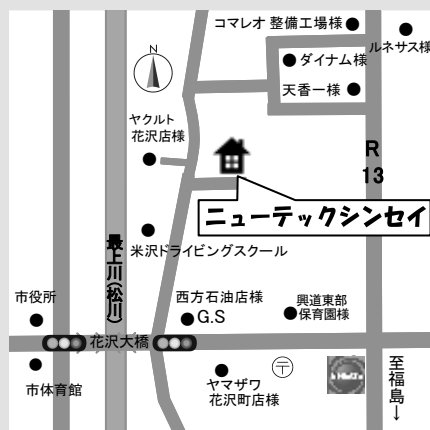 コマレオ 整備工場様
ルネサス様
N
ダイナム様
天香一様
ヤクルト
花沢店様
R
13
ニューテックシンセイ
米沢ドライビングスクール
最上川(松川)
市役所
西方石油店様
G.S
興道東部
保育園様
花沢大橋
市体育館
ヤマザワ
花沢町店様
〒
至福島→